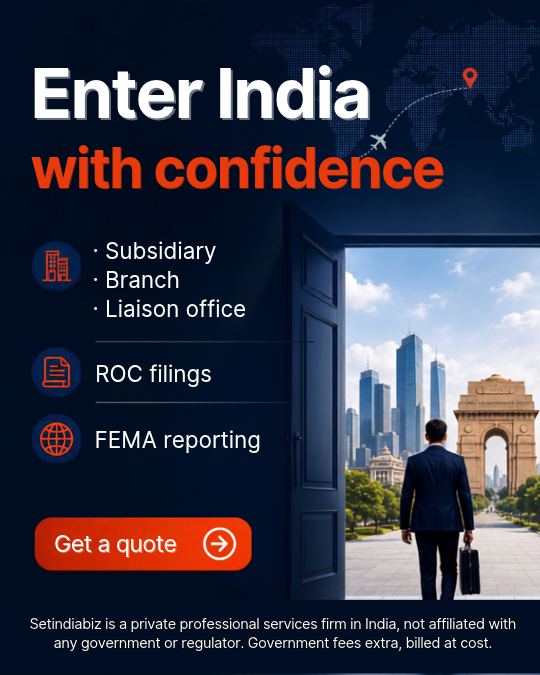 Enter India
with confidence
· Subsidiary
· Branch
· Liaison office
ROC filings
FEMA reporting
Get a quote
Setindiabiz is a private professional services firm in India, not affiliated with
any government or regulator. Government fees extra, billed at cost.